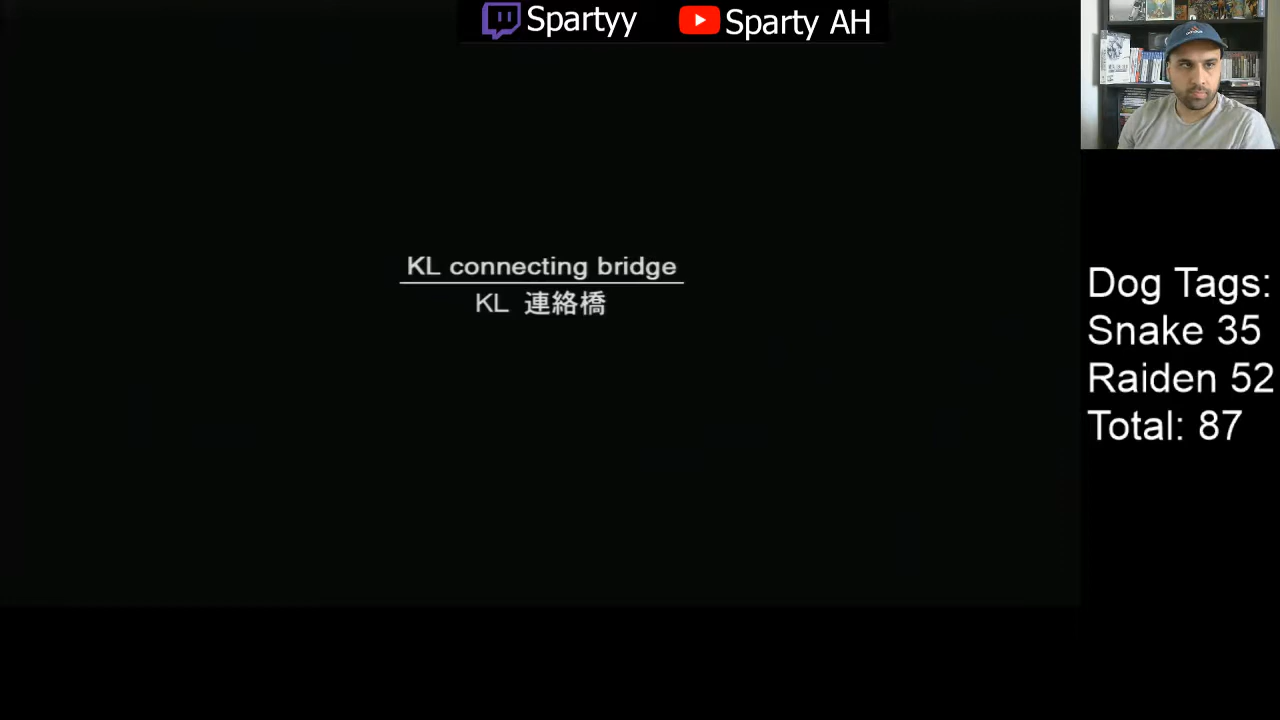 Spartyy Sparty AH
KL connecting bridge
KL 連絡橋
Dog Tags:
Snake 35
Raiden 52
Total: 87